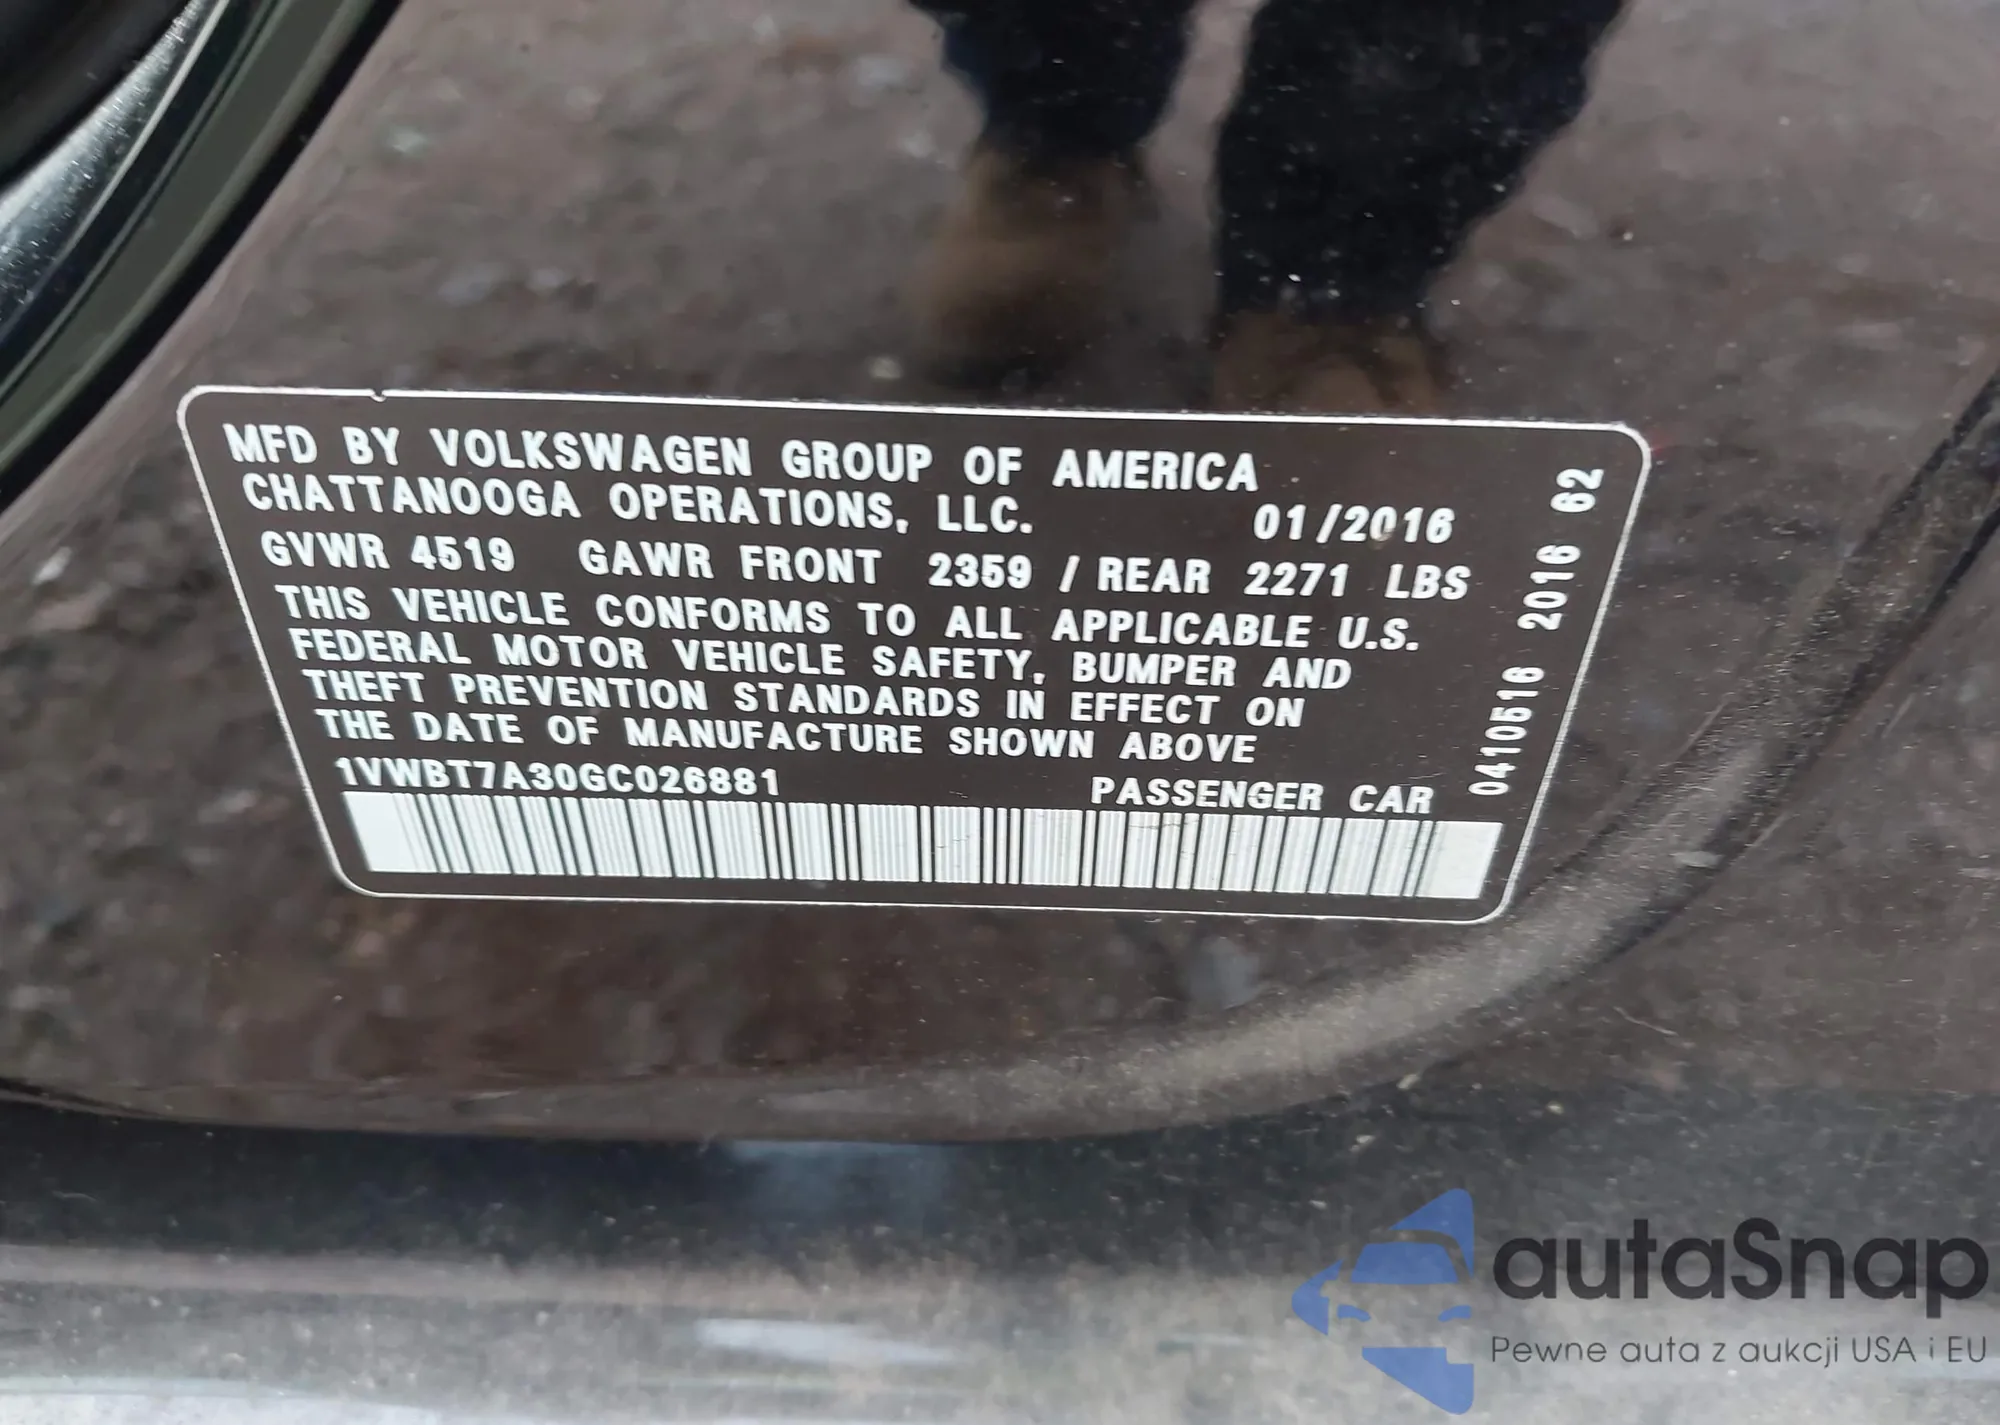 MFD BY VOLKSWAGEN GROUP OF AMERICA
CHATTANOOGA OPERATIONS, LLC. 01/2016
GVWR 4519 GAWR FRONT 2359 / REAR 2271 LBS
THIS VEHICLE CONFORMS TO ALL APPLICABLE U.S.
FEDERAL MOTOR VEHICLE SAFETY, BUMPER AND
THEFT PREVENTION STANDARDS IN EFFECT ON
THE DATE OF MANUFACTURE SHOWN ABOVE
1VWBT7A30GC026881 PASSENGER CAR
0410516 2016 62
autaSnap
Pewne auta z aukcji USA i EU